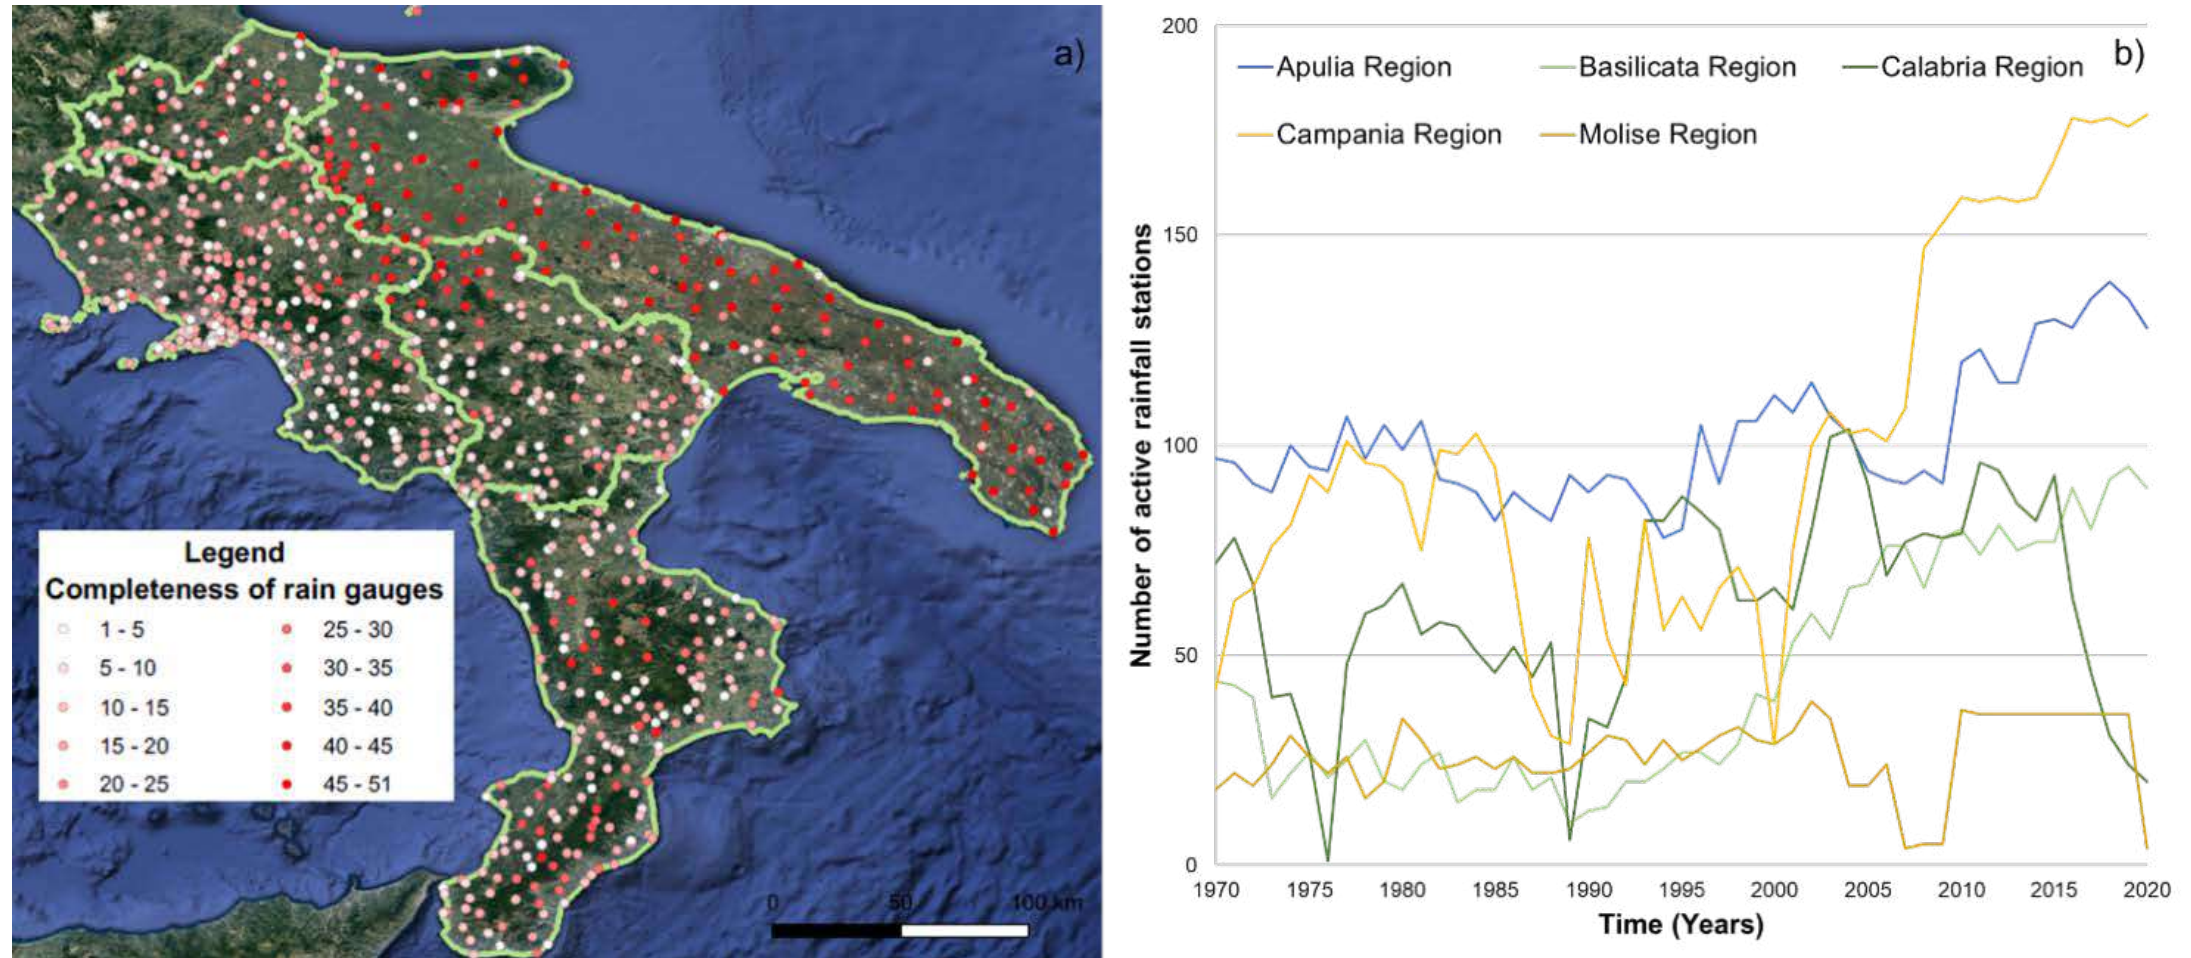 a)
Legend
Completeness of rain gauges
1 - 5
5 - 10
10 - 15
15 - 20
20 - 25
25 - 30
30 - 35
35 - 40
40 - 45
45 - 51
0 50 100 km
b)
Apulia Region
Basilicata Region
Calabria Region
Campania Region
Molise Region
Number of active rainfall stations
200
150
100
50
0
1970 1975 1980 1985 1990 1995 2000 2005 2010 2015 2020
Time (Years)